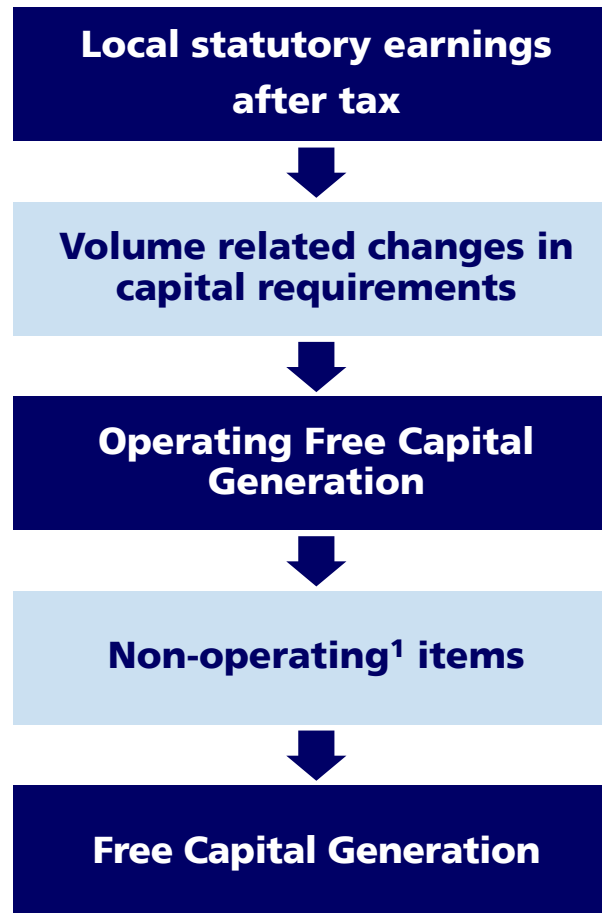 Local statutory earnings
after tax
Volume related changes in
capital requirements
Operating Free Capital
Generation
Non-operating¹ items
Free Capital Generation